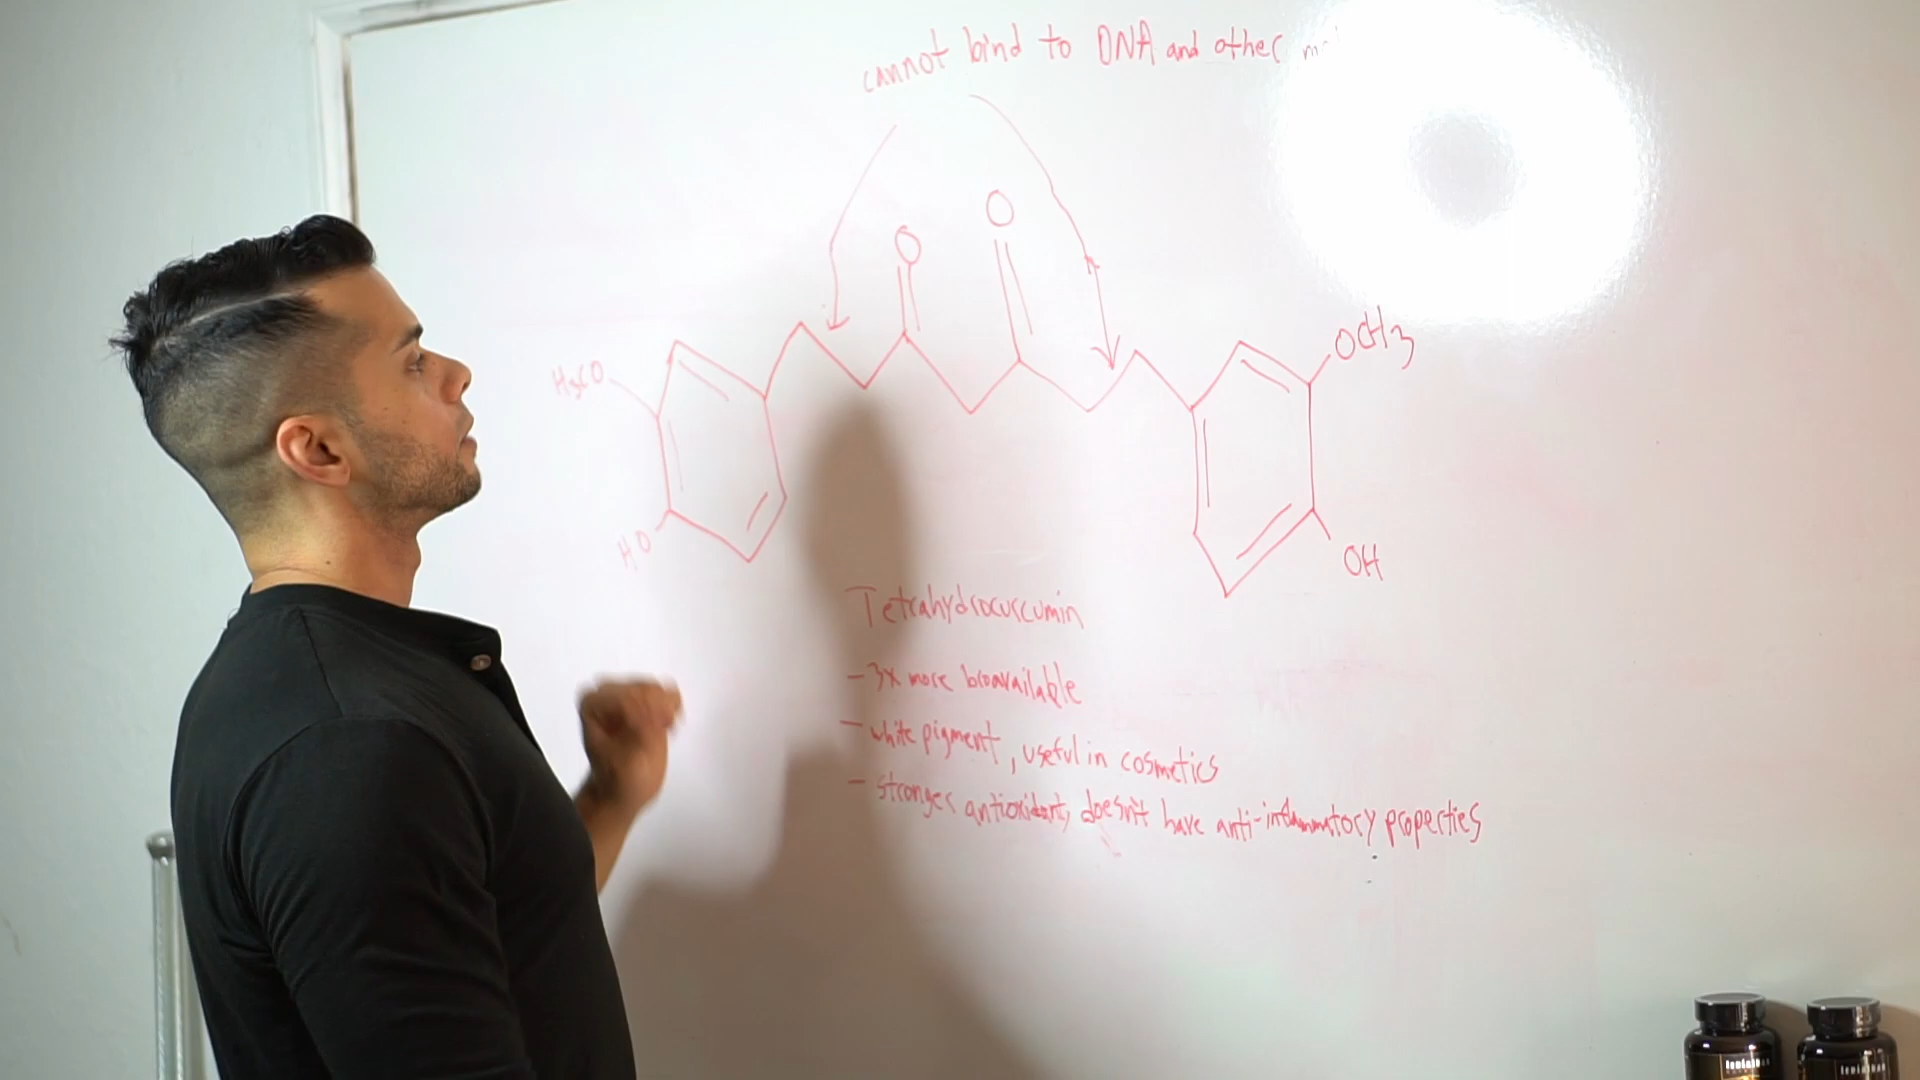 cannot bind to DNA and other
O
O
OCH3
H3CO
HO
OH
Tetrahydrocurcumin
- 3x more bioavailable
- white pigment, useful in cosmetics
- stronger antioxidant, doesn't have anti-inflammatory properties